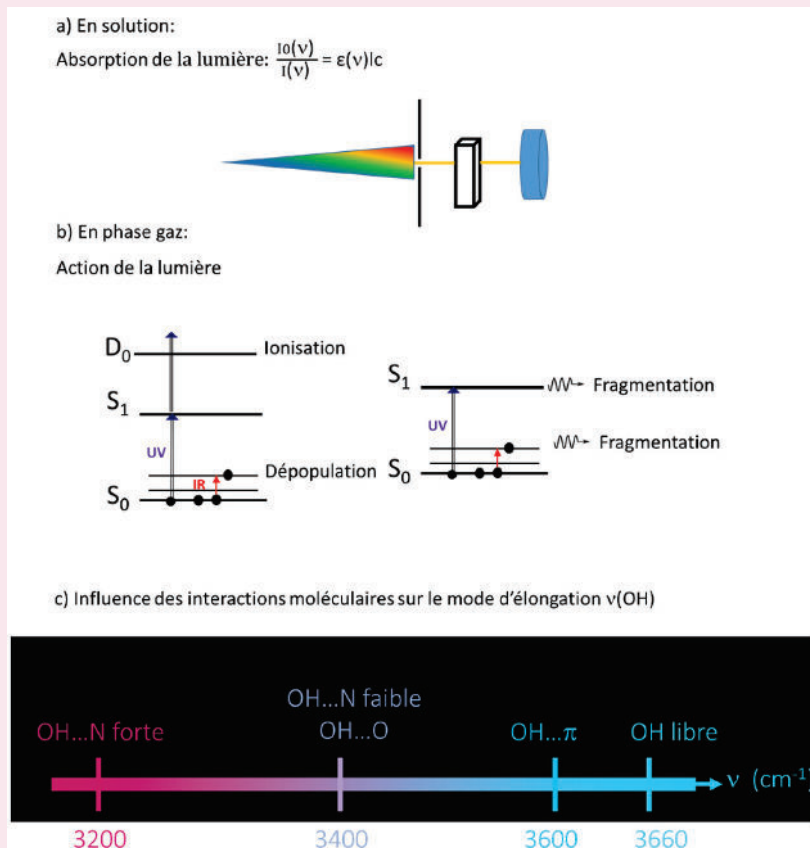 a) En solution:
Absorption de la lumière: I0(ν)/I(ν) = ε(ν)lc
b) En phase gaz:
Action de la lumière
D0
Ionisation
S1
UV
IR
Dépopulation
S0
S1
Fragmentation
UV
Fragmentation
S0
c) Influence des interactions moléculaires sur le mode d'élongation ν(OH)
OH...N forte
OH...N faible
OH...O
OH...π
OH libre
ν (cm-1)
3200
3400
3600
3660